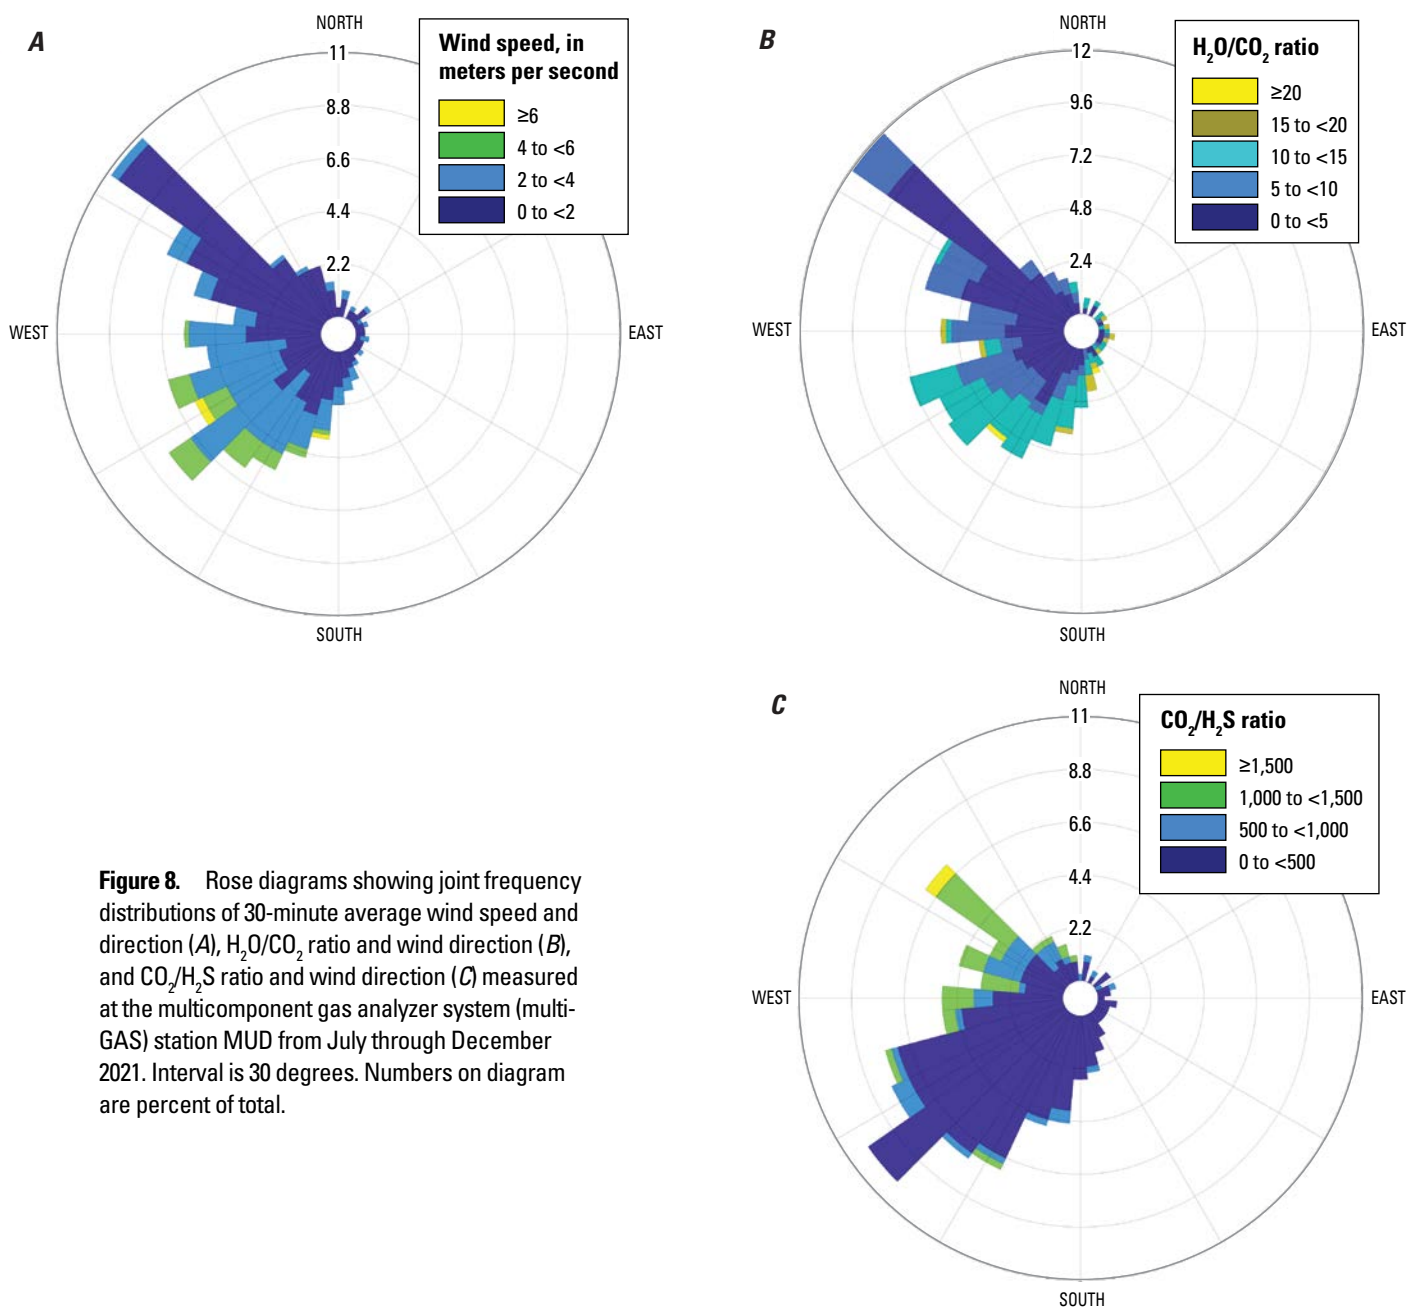 A
NORTH
11
8.8
6.6
4.4
2.2
WEST
EAST
SOUTH
Wind speed, in
meters per second
≥6
4 to <6
2 to <4
0 to <2
B
NORTH
12
9.6
7.2
4.8
2.4
WEST
EAST
SOUTH
H₂O/CO₂ ratio
≥20
15 to <20
10 to <15
5 to <10
0 to <5
C
NORTH
11
8.8
6.6
4.4
2.2
WEST
EAST
SOUTH
CO₂/H₂S ratio
≥1,500
1,000 to <1,500
500 to <1,000
0 to <500
Figure 8. Rose diagrams showing joint frequency
distributions of 30-minute average wind speed and
direction (A), H₂O/CO₂ ratio and wind direction (B),
and CO₂/H₂S ratio and wind direction (C) measured
at the multicomponent gas analyzer system (multi-
GAS) station MUD from July through December
2021. Interval is 30 degrees. Numbers on diagram
are percent of total.